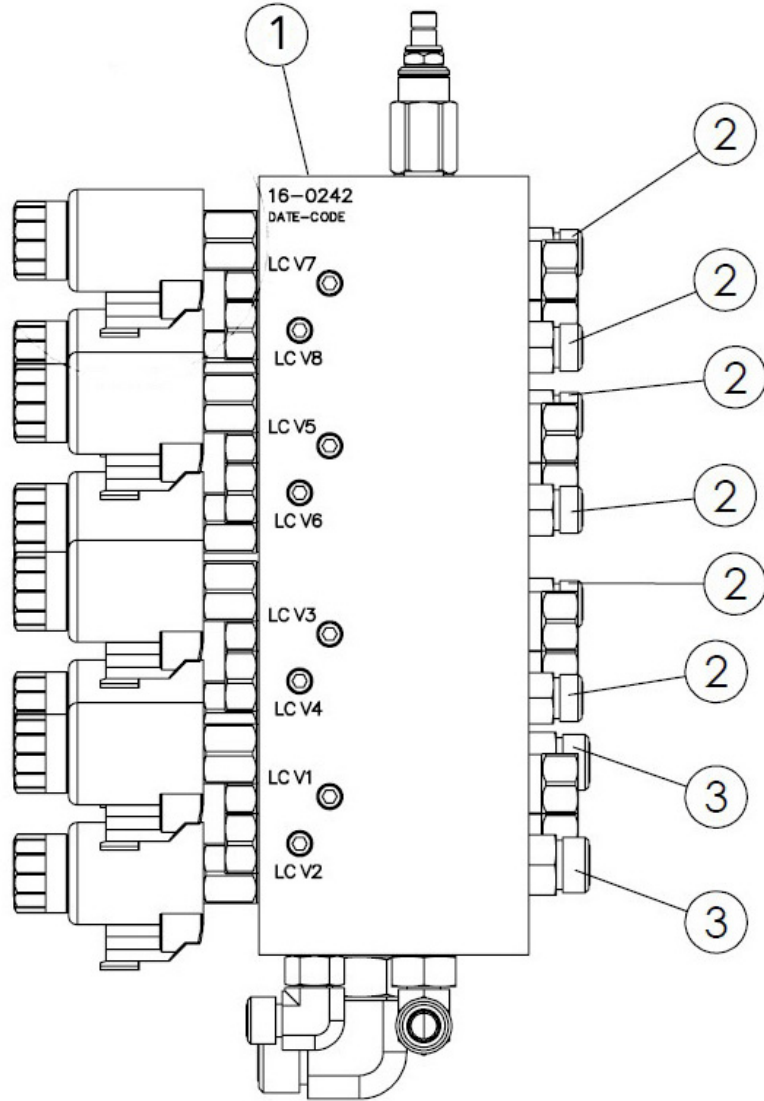 1
2
16-0242
DATE-CODE
LC V7
2
LC V8
2
LC V5
2
LC V6
2
LC V3
2
LC V4
3
LC V1
LC V2
3